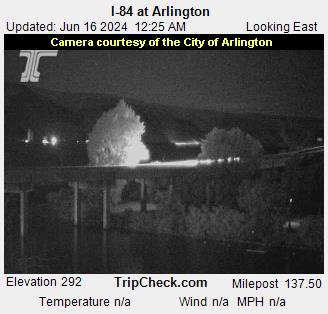 I-84 at Arlington
Updated: Jun 16 2024 12:25 AM Looking East
Camera courtesy of the City of Arlington
Elevation 292 TripCheck.com Milepost 137.50
Temperature n/a Wind n/a MPH n/a